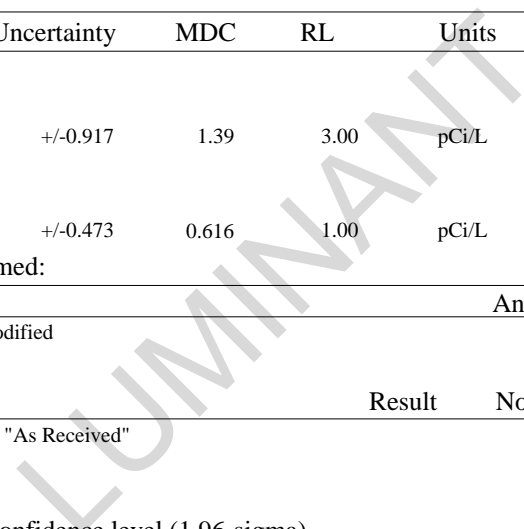 Uncertainty MDC RL Units
+/-0.917 1.39 3.00 pCi/L
+/-0.473 0.616 1.00 pCi/L
med:
An
odified
Result No
"As Received"
onfidence level (1.96-sigma)
LUMINANT